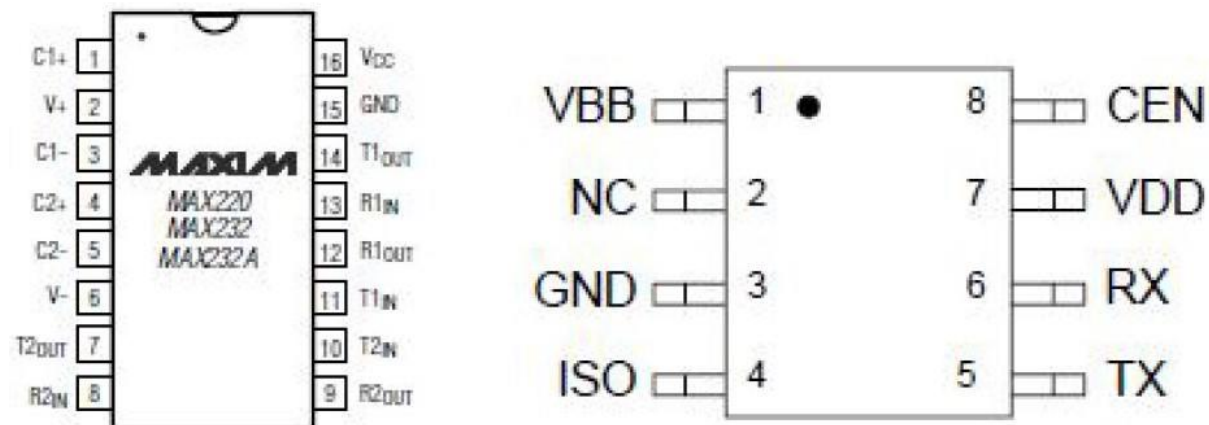 C1+ 1 16 VCC
V+ 2 15 GND
C1- 3 14 T1OUT
MAXIM
C2+ 4 MAX220 13 R1IN
MAX232
C2- 5 MAX232A 12 R1OUT
V- 6 11 T1IN
T2OUT 7 10 T2IN
R2IN 8 9 R2OUT
VBB 1 8 CEN
NC 2 7 VDD
GND 3 6 RX
ISO 4 5 TX